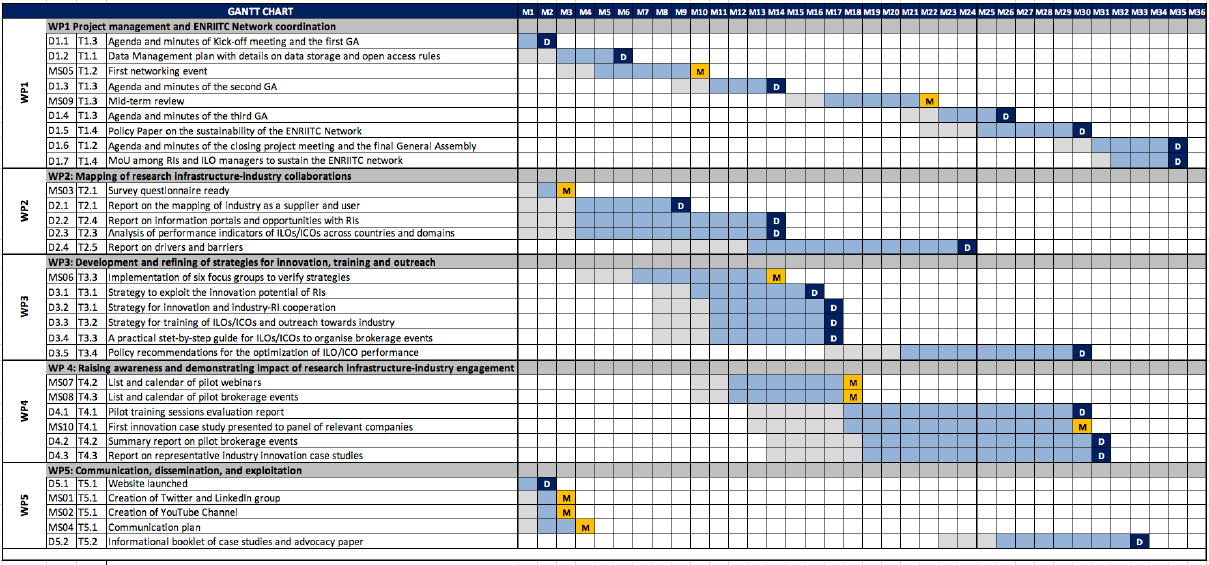 GANTT CHART M1 M2 M3 M4 M5 M6 M7 M8 M9 M10 M11 M12 M13 M14 M15 M16 M17 M18 M19 M20 M21 M22 M23 M24 M25 M26 M27 M28 M29 M30 M31 M32 M33 M34 M35 M36
WP1
WP1 Project management and ENRIITC Network coordination
D1.1 T1.3 Agenda and minutes of Kick-off meeting and the first GA D
D1.2 T1.1 Data Management plan with details on data storage and open access rules D
MS05 T1.2 First networking event M
D1.3 T1.3 Agenda and minutes of the second GA D
MS09 T1.3 Mid-term review M
D1.4 T1.3 Agenda and minutes of the third GA D
D1.5 T1.4 Policy Paper on the sustainability of the ENRIITC Network D
D1.6 T1.2 Agenda and minutes of the closing project meeting and the final General Assembly D
D1.7 T1.4 MoU among RIs and ILO managers to sustain the ENRIITC network D
WP2
WP2: Mapping of research infrastructure-industry collaborations
MS03 T2.1 Survey questionnaire ready M
D2.1 T2.1 Report on the mapping of industry as a supplier and user D
D2.2 T2.4 Report on information portals and opportunities with RIs D
D2.3 T2.3 Analysis of performance indicators of ILOs/ICOs across countries and domains D
D2.4 T2.5 Report on drivers and barriers D
WP3
WP3: Development and refining of strategies for innovation, training and outreach
MS06 T3.3 Implementation of six focus groups to verify strategies M
D3.1 T3.1 Strategy to exploit the innovation potential of RIs D
D3.2 T3.1 Strategy for innovation and industry-RI cooperation D
D3.3 T3.2 Strategy for training of ILOs/ICOs and outreach towards industry D
D3.4 T3.3 A practical stet-by-step guide for ILOs/ICOs to organise brokerage events D
D3.5 T3.4 Policy recommendations for the optimization of ILO/ICO performance D
WP4
WP 4: Raising awareness and demonstrating impact of research infrastructure-industry engagement
MS07 T4.2 List and calendar of pilot webinars M
MS08 T4.3 List and calendar of pilot brokerage events M
D4.1 T4.1 Pilot training sessions evaluation report D
MS10 T4.1 First innovation case study presented to panel of relevant companies M
D4.2 T4.2 Summary report on pilot brokerage events D
D4.3 T4.3 Report on representative industry innovation case studies D
WP5
WP5: Communication, dissemination, and exploitation
D5.1 T5.1 Website launched D
MS01 T5.1 Creation of Twitter and LinkedIn group M
MS02 T5.1 Creation of YouTube Channel M
MS04 T5.1 Communication plan M
D5.2 T5.2 Informational booklet of case studies and advocacy paper D